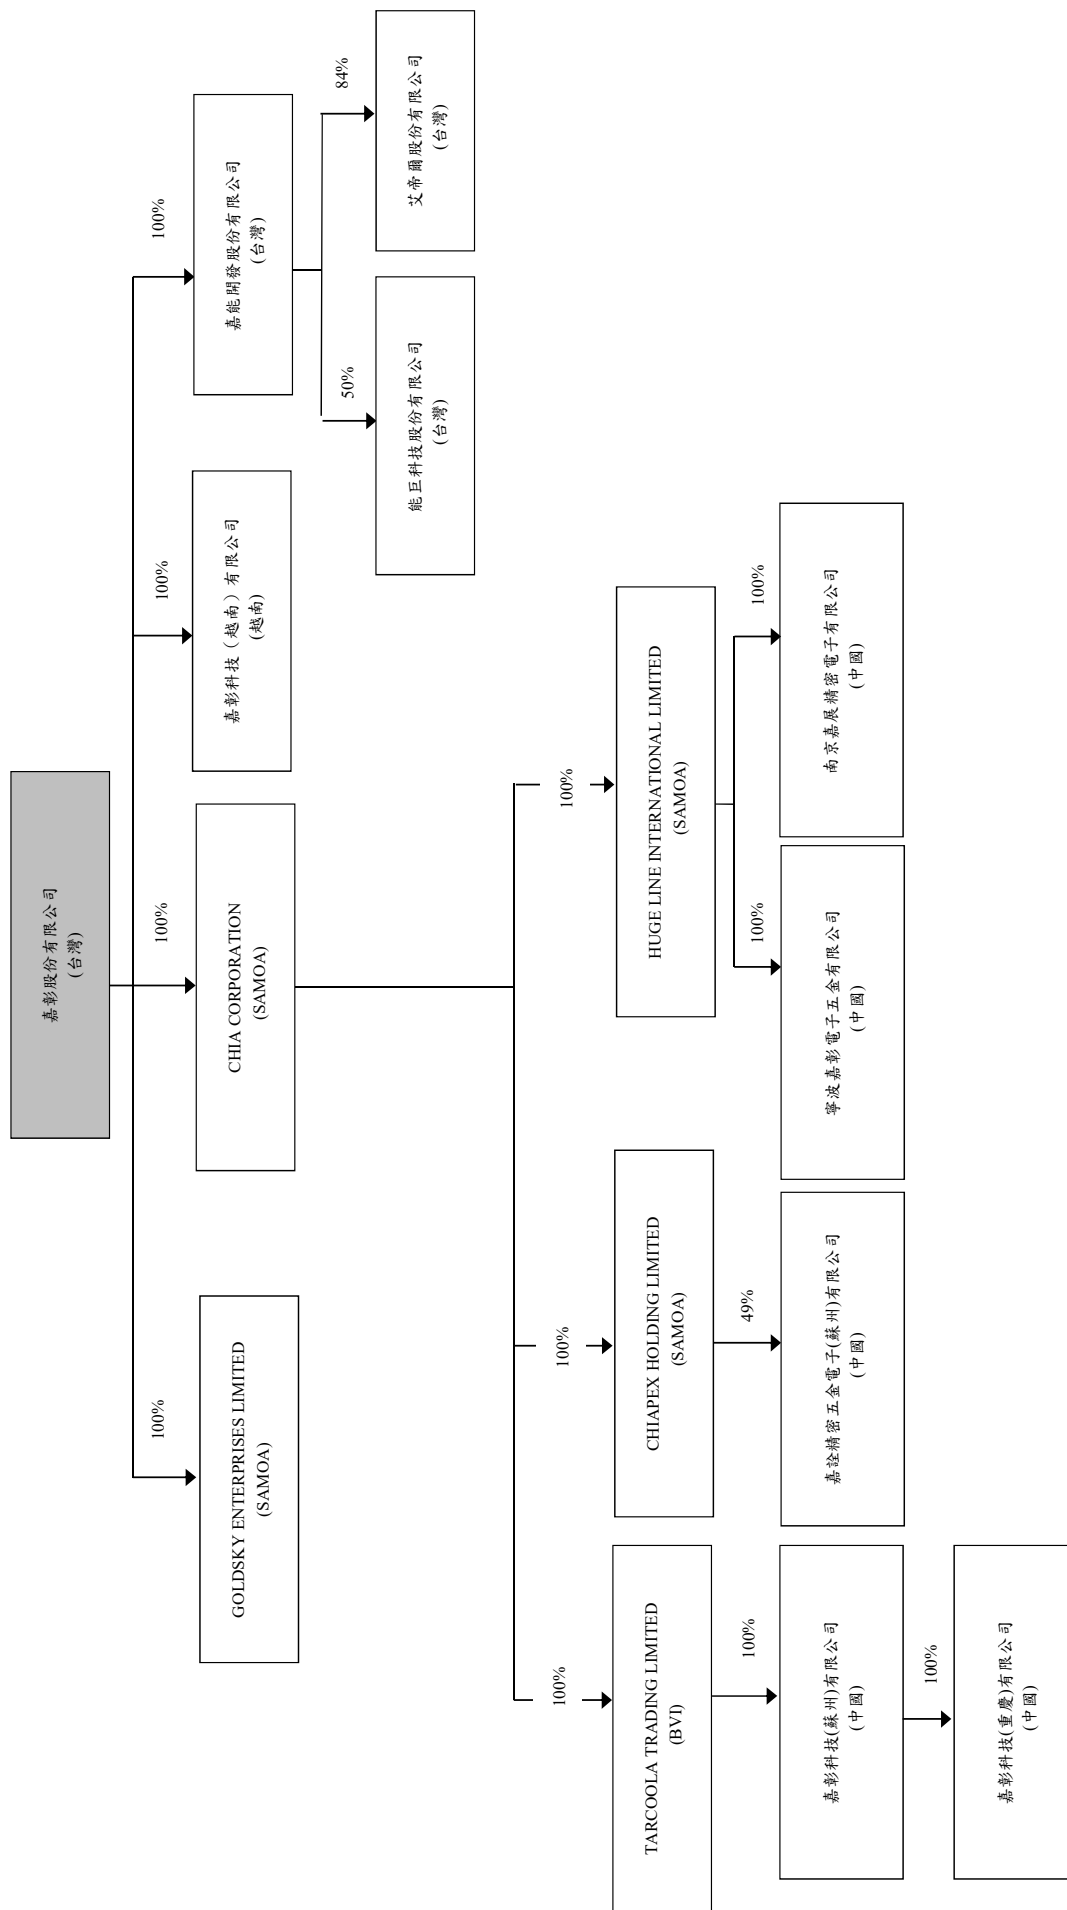 嘉彰股份有限公司
(台灣)
100%
100%
100%
100%
GOLDSKY ENTERPRISES LIMITED
(SAMOA)
CHIA CORPORATION
(SAMOA)
嘉彰科技（越南）有限公司
(越南)
嘉能開發股份有限公司
(台灣)
50%
84%
能巨科技股份有限公司
(台灣)
艾帝爾股份有限公司
(台灣)
100%
100%
100%
TARCOOLA TRADING LIMITED
(BVI)
CHIAPEX HOLDING LIMITED
(SAMOA)
HUGE LINE INTERNATIONAL LIMITED
(SAMOA)
100%
49%
100%
100%
嘉彰科技(蘇州)有限公司
(中國)
嘉詮精密五金電子(蘇州)有限公司
(中國)
寧波嘉彰電子五金有限公司
(中國)
南京嘉展精密電子有限公司
(中國)
100%
嘉彰科技(重慶)有限公司
(中國)